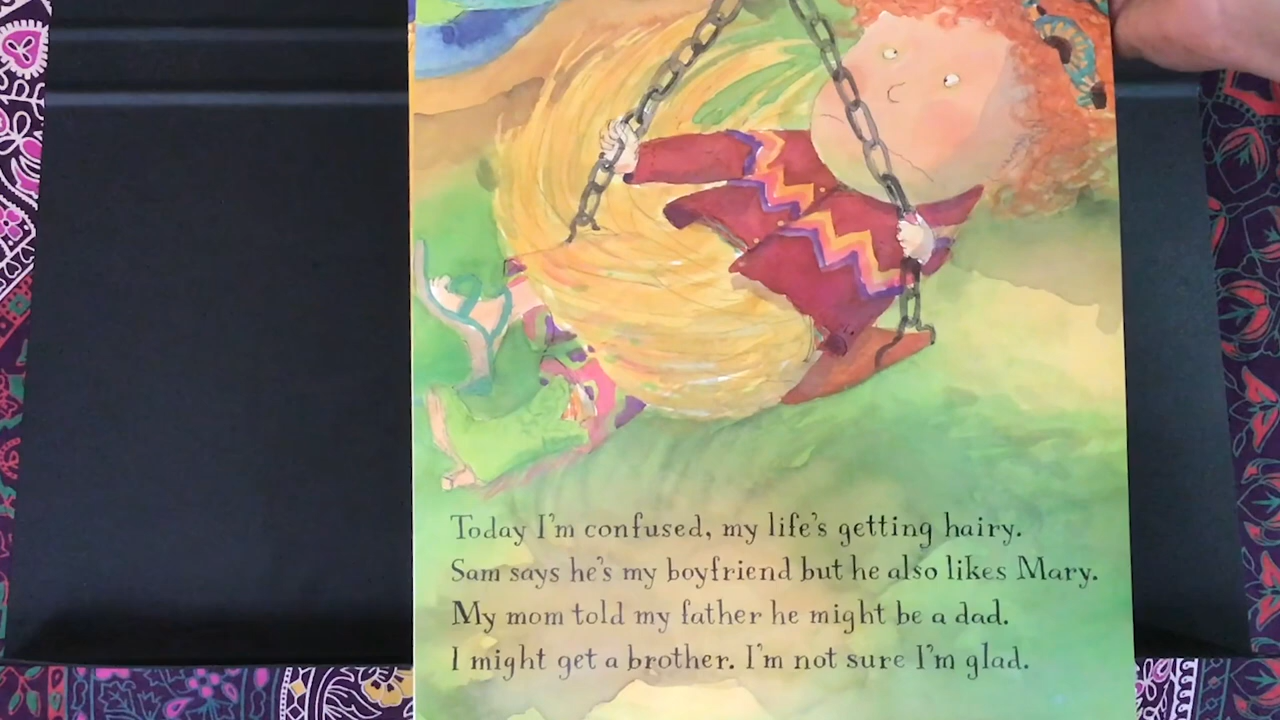 Today I'm confused, my life's getting hairy.
Sam says he's my boyfriend but he also likes Mary.
My mom told my father he might be a dad.
I might get a brother. I'm not sure I'm glad.